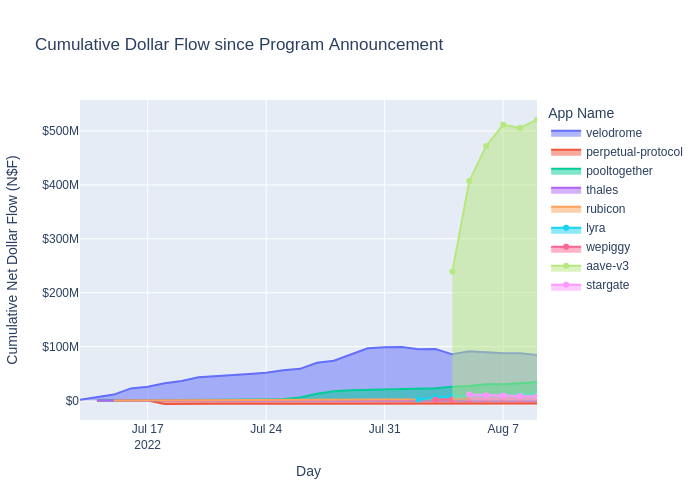 Cumulative Dollar Flow since Program Announcement
Cumulative Net Dollar Flow (N$F)
$500M
$400M
$300M
$200M
$100M
$0
Jul 17
2022
Jul 24
Jul 31
Aug 7
Day
App Name
velodrome
perpetual-protocol
pooltogether
thales
rubicon
lyra
wepiggy
aave-v3
stargate